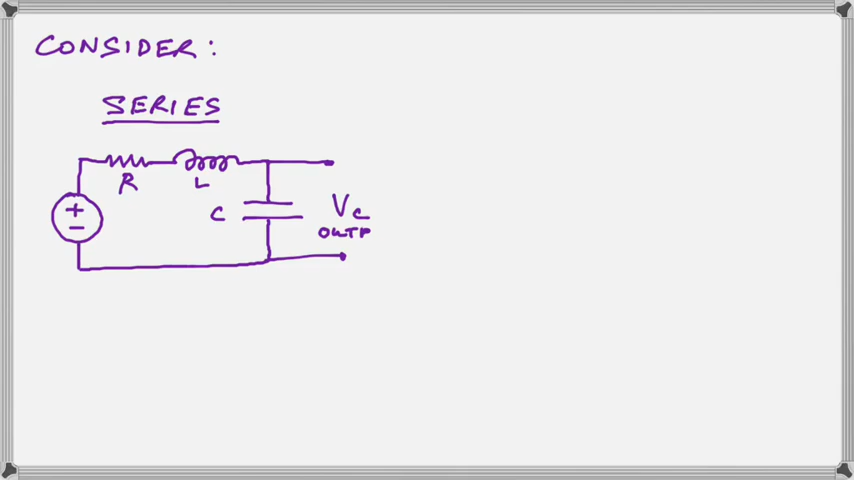 CONSIDER:
SERIES
R L
+
-
C
Vc
OUTP